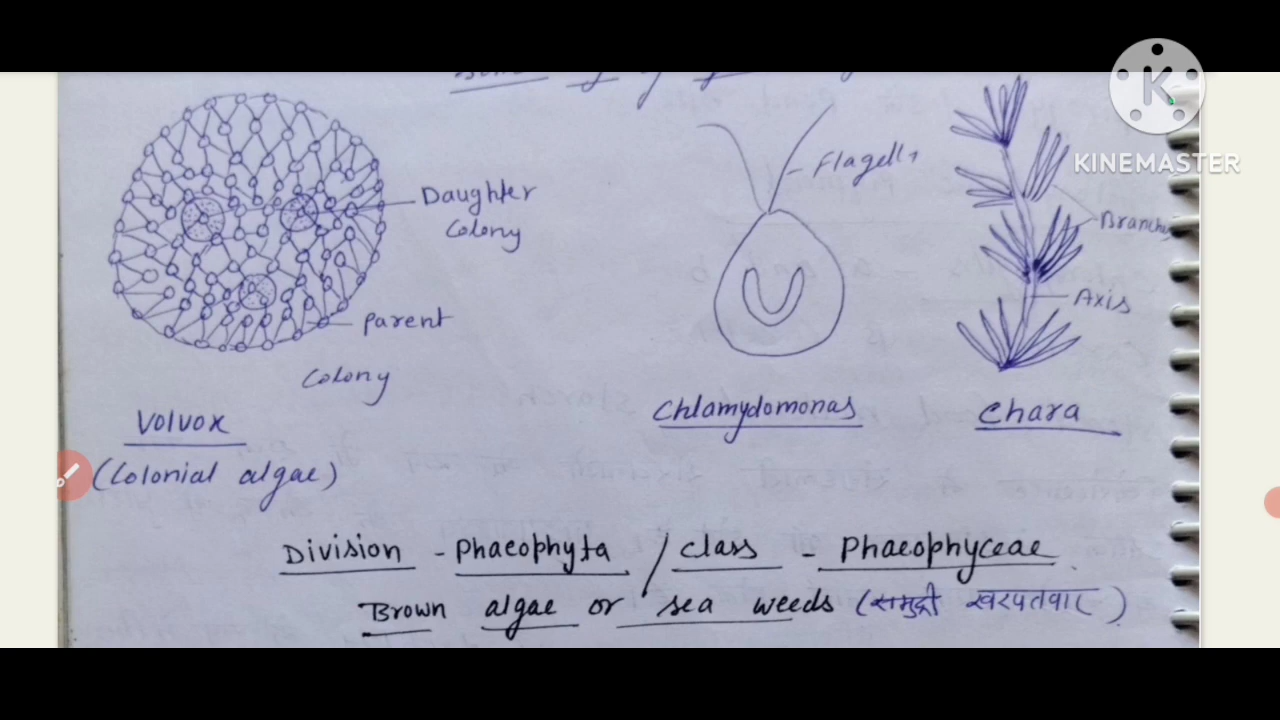 KINEMASTER
Flagella
Daughter
Colony
Branches
Axis
Parent
Colony
Volvox
(Colonial algae)
Chlamydomonas
Chara
Division - Phaeophyta / class - Phaeophyceae
Brown algae or sea weeds (समुद्री खरपतवार)